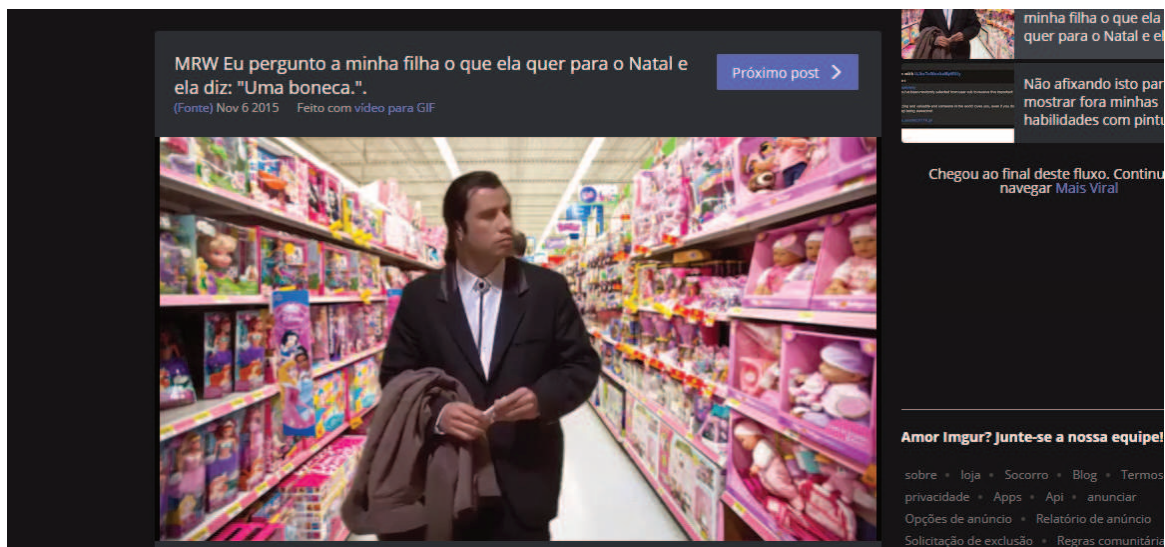 MRW Eu pergunto a minha filha o que ela quer para o Natal e
ela diz: "Uma boneca.".
(Fonte) Nov 6 2015 Feito com vídeo para GIF
Próximo post
minha filha o que ela
quer para o Natal e el
Não afixando isto par
mostrar fora minhas
habilidades com pintu
Chegou ao final deste fluxo. Continu
navegar Mais Viral
Amor Imgur? Junte-se a nossa equipe!
sobre • loja • Socorro • Blog • Termos
privacidade • Apps • Api • anunciar
Opções de anúncio • Relatório de anúncio
Solicitação de exclusão • Regras comunitária